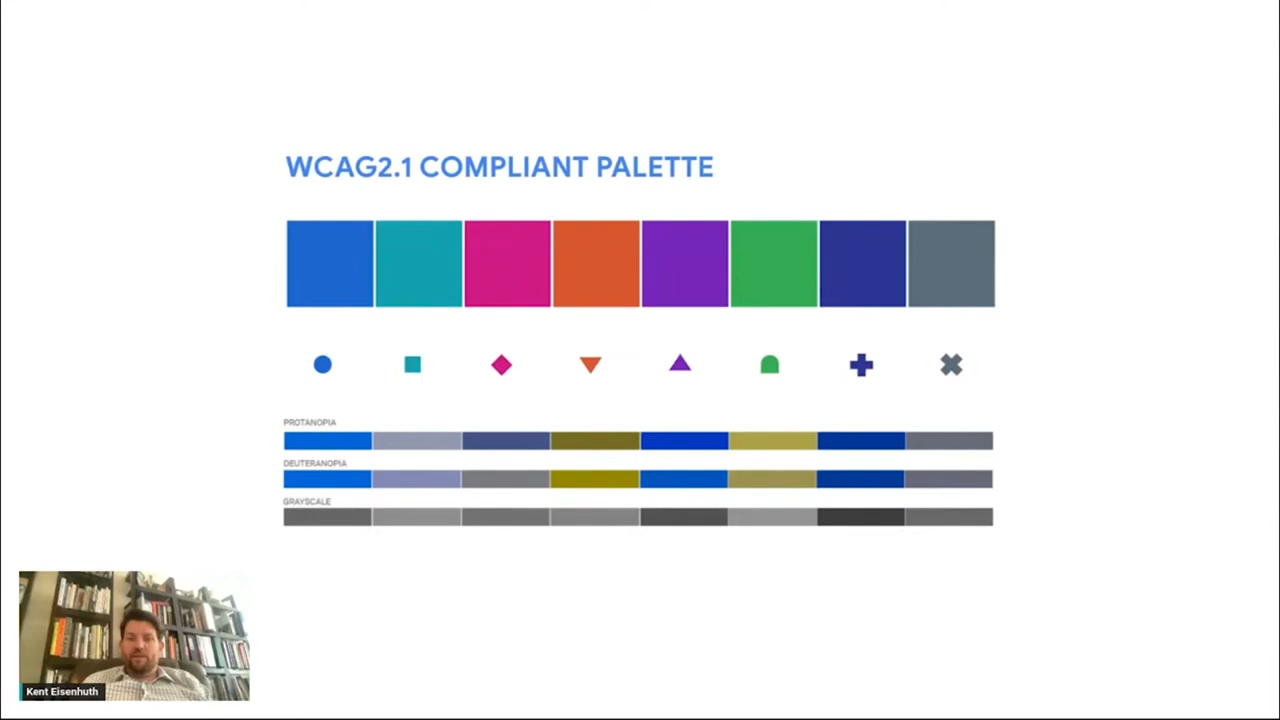 WCAG2.1 COMPLIANT PALETTE
PROTANOPIA
DEUTERANOPIA
GRAYSCALE
Kent Eisenhuth